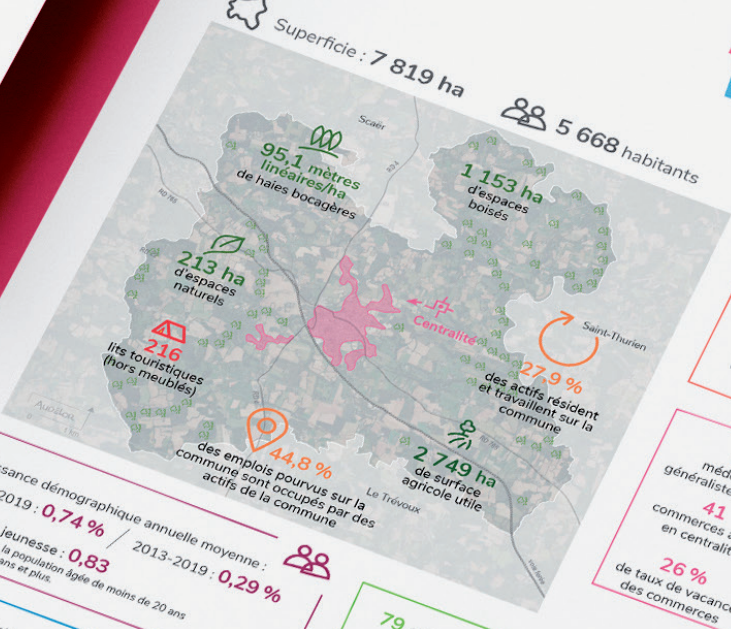 Superficie : 7 819 ha
5 668 habitants
Scaër
RD 4
95,1 mètres
linéaires/ha
de haies bocagères
1 153 ha
d'espaces
boisés
RD 765
213 ha
d'espaces
naturels
Centralité
Saint-Thurien
216
lits touristiques
(hors meublés)
27,9 %
des actifs résident
et travaillent sur la
commune
44,8 %
des emplois pourvus sur la
commune sont occupés par des
actifs de la commune
2 749 ha
de surface
agricole utile
Le Trévoux
démographique annuelle moyenne :
2019 : 0,74 % / 2013-2019 : 0,29 %
jeunesse : 0,83
la population âgée de moins de 20 ans
ans et plus.
généraliste
41
commerces
en centralité
26 %
de taux de vacance
des commerces
79